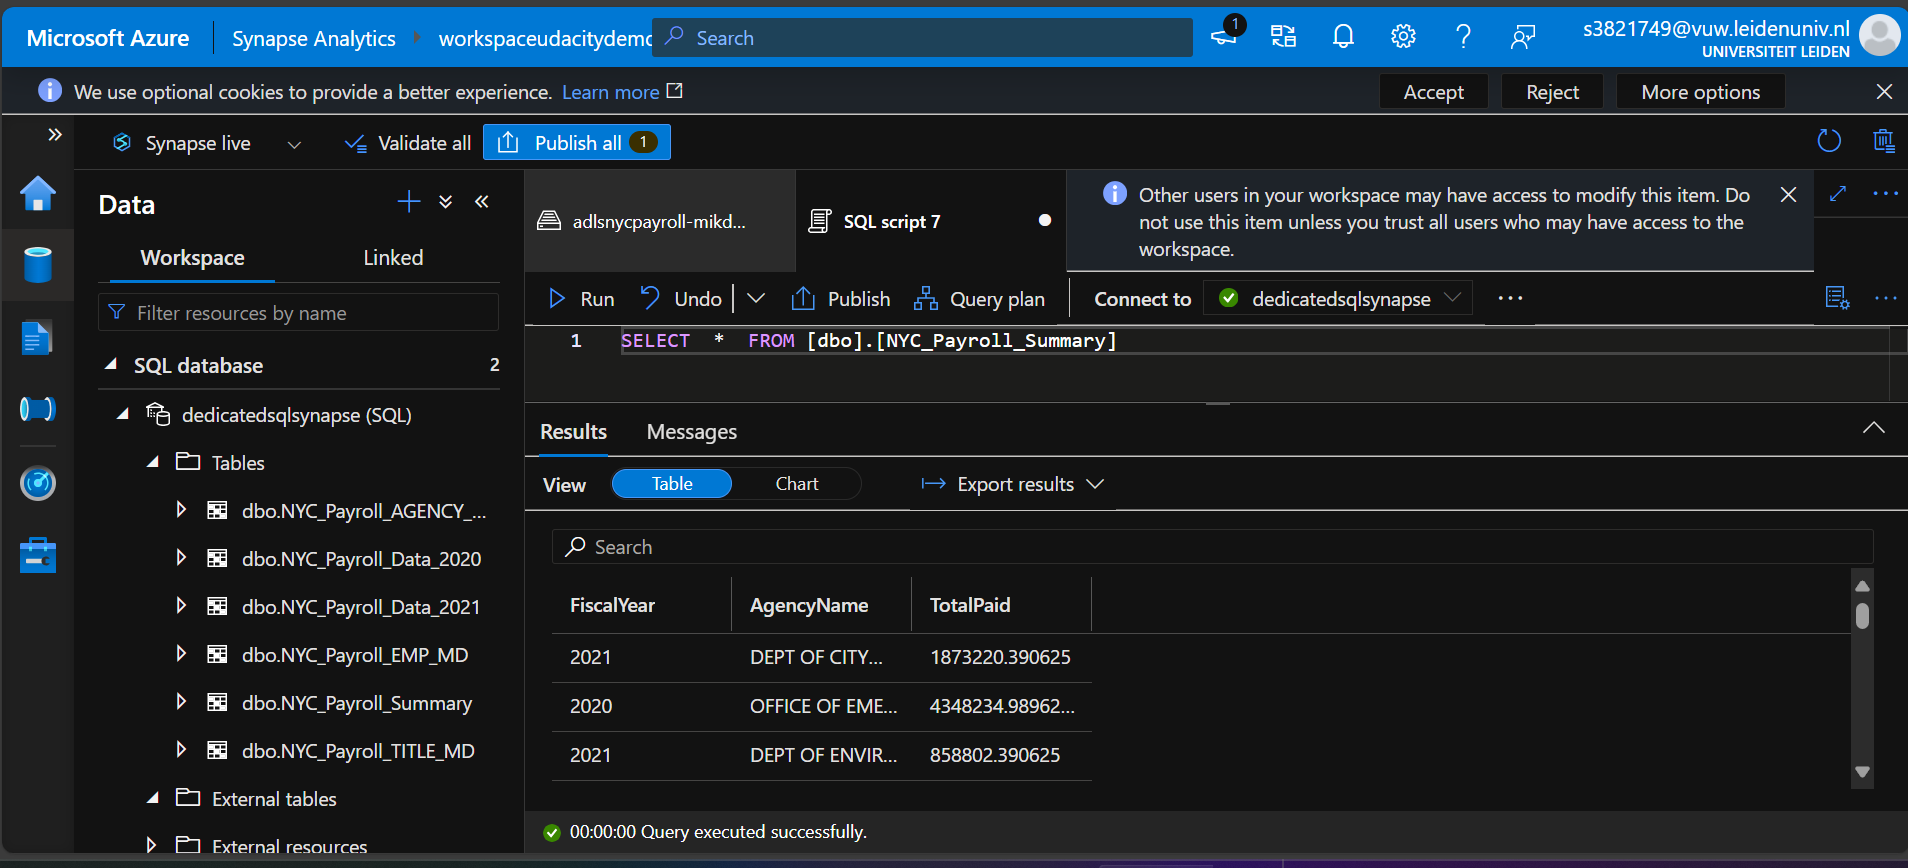 Microsoft Azure
Synapse Analytics
workspaceudacitydemo
Search
1
s3821749@vuw.leidenuniv.nl
UNIVERSITEIT LEIDEN
We use optional cookies to provide a better experience. Learn more
Accept
Reject
More options
Synapse live
Validate all
Publish all 1
Data
Workspace
Linked
Filter resources by name
SQL database 2
dedicatedsqlsynapse (SQL)
Tables
dbo.NYC_Payroll_AGENCY_...
dbo.NYC_Payroll_Data_2020
dbo.NYC_Payroll_Data_2021
dbo.NYC_Payroll_EMP_MD
dbo.NYC_Payroll_Summary
dbo.NYC_Payroll_TITLE_MD
External tables
External resources
adlsnycpayroll-mikd...
SQL script 7
Other users in your workspace may have access to modify this item. Do
not use this item unless you trust all users who may have access to the
workspace.
Run
Undo
Publish
Query plan
Connect to
dedicatedsqlsynapse
1 SELECT * FROM [dbo].[NYC_Payroll_Summary]
Results
Messages
View
Table
Chart
Export results
Search
FiscalYear AgencyName TotalPaid
2021 DEPT OF CITY... 1873220.390625
2020 OFFICE OF EME... 4348234.98962...
2021 DEPT OF ENVIR... 858802.390625
00:00:00 Query executed successfully.